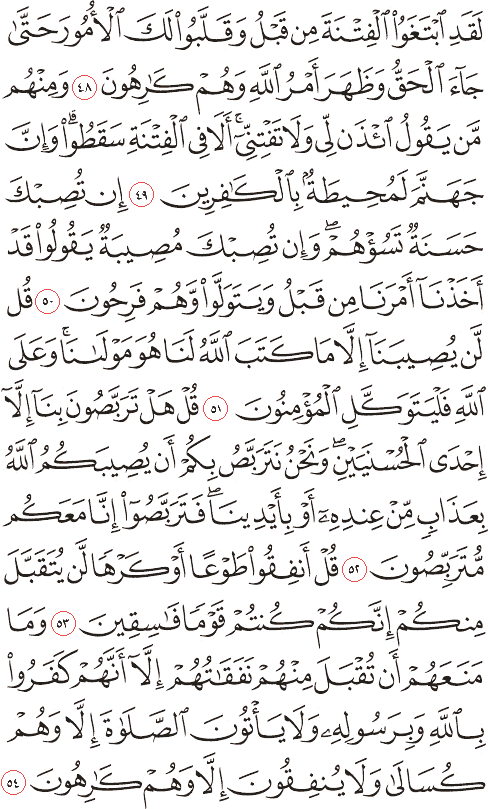 لَقَدِ ٱبۡتَغَوُاْ ٱلۡفِتۡنَةَ مِن قَبۡلُ وَقَلَّبُواْ لَكَ ٱلۡأُمُورَ حَتَّىٰ
جَآءَ ٱلۡحَقُّ وَظَهَرَ أَمۡرُ ٱللَّهِ وَهُمۡ كَٰرِهُونَ ٤٨ وَمِنۡهُم
مَّن يَقُولُ ٱئۡذَن لِّي وَلَا تَفۡتِنِّيٓۚ أَلَا فِي ٱلۡفِتۡنَةِ سَقَطُواْۗ وَإِنَّ
جَهَنَّمَ لَمُحِيطَةُۢ بِٱلۡكَٰفِرِينَ ٤٩ إِن تُصِبۡكَ
حَسَنَةٞ تَسُؤۡهُمۡۖ وَإِن تُصِبۡكَ مُصِيبَةٞ يَقُولُواْ قَدۡ
أَخَذۡنَآ أَمۡرَنَا مِن قَبۡلُ وَيَتَوَلَّواْ وَّهُمۡ فَرِحُونَ ٥٠ قُل
لَّن يُصِيبَنَآ إِلَّا مَا كَتَبَ ٱللَّهُ لَنَا هُوَ مَوۡلَىٰنَاۚ وَعَلَى
ٱللَّهِ فَلۡيَتَوَكَّلِ ٱلۡمُؤۡمِنُونَ ٥١ قُلۡ هَلۡ تَرَبَّصُونَ بِنَآ إِلَّآ
إِحۡدَى ٱلۡحُسۡنَيَيۡنِۖ وَنَحۡنُ نَتَرَبَّصُ بِكُمۡ أَن يُصِيبَكُمُ ٱللَّهُ
بِعَذَابٖ مِّنۡ عِندِهِۦٓ أَوۡ بِأَيۡدِينَاۖ فَتَرَبَّصُوٓاْ إِنَّا مَعَكُم
مُّتَرَبِّصُونَ ٥٢ قُلۡ أَنفِقُواْ طَوۡعًا أَوۡ كَرۡهٗا لَّن يُتَقَبَّلَ
مِنكُمۡ إِنَّكُمۡ كُنتُمۡ قَوۡمٗا فَٰسِقِينَ ٥٣ وَمَا
مَنَعَهُمۡ أَن تُقۡبَلَ مِنۡهُمۡ نَفَقَٰتُهُمۡ إِلَّآ أَنَّهُمۡ كَفَرُواْ
بِٱللَّهِ وَبِرَسُولِهِۦ وَلَا يَأۡتُونَ ٱلصَّلَوٰةَ إِلَّا وَهُمۡ
كُسَالَىٰ وَلَا يُنفِقُونَ إِلَّا وَهُمۡ كَٰرِهُونَ ٥٤